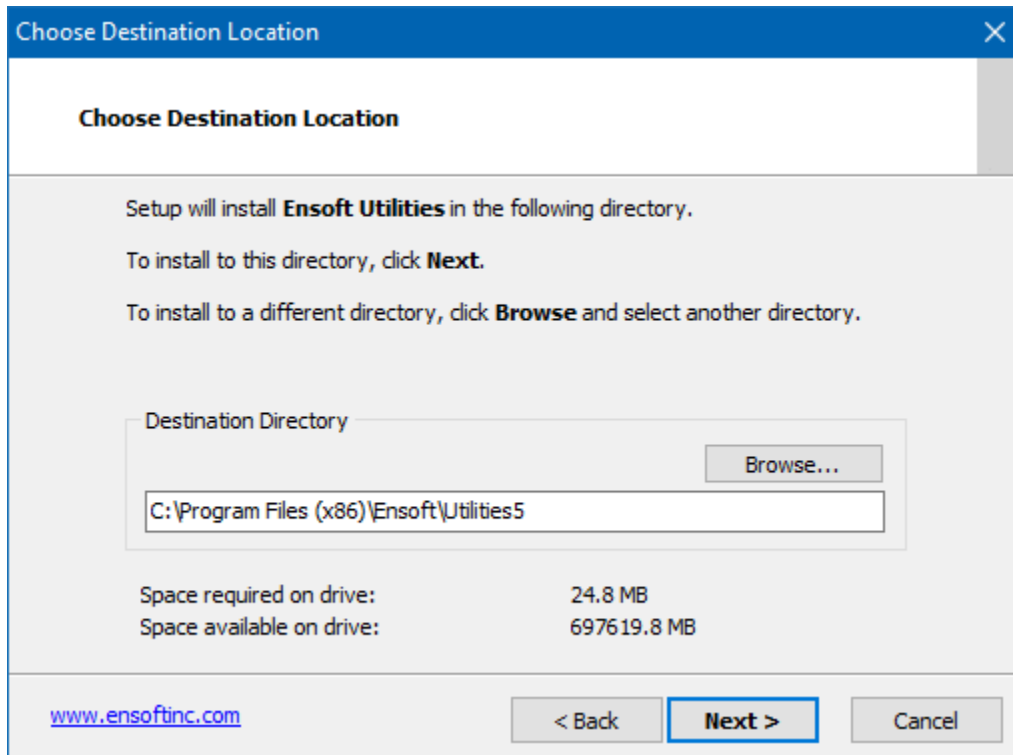 Choose Destination Location
Choose Destination Location
Setup will install Ensoft Utilities in the following directory.
To install to this directory, click Next.
To install to a different directory, click Browse and select another directory.
Destination Directory
Browse...
C:\Program Files (x86)\Ensoft\Utilities5
Space required on drive: 24.8 MB
Space available on drive: 697619.8 MB
www.ensoftinc.com < Back Next > Cancel